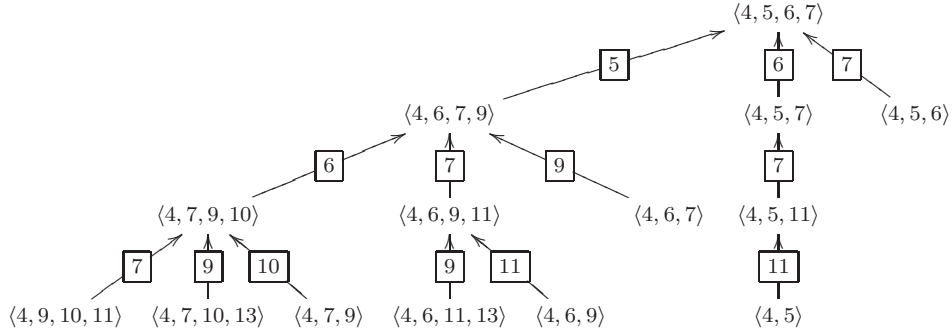 ⟨4, 5, 6, 7⟩
5 6 7
⟨4, 6, 7, 9⟩ ⟨4, 5, 7⟩ ⟨4, 5, 6⟩
6 7 9 7
⟨4, 7, 9, 10⟩ ⟨4, 6, 9, 11⟩ ⟨4, 6, 7⟩ ⟨4, 5, 11⟩
7 9 10 9 11 11
⟨4, 9, 10, 11⟩ ⟨4, 7, 10, 13⟩ ⟨4, 7, 9⟩ ⟨4, 6, 11, 13⟩ ⟨4, 6, 9⟩ ⟨4, 5⟩